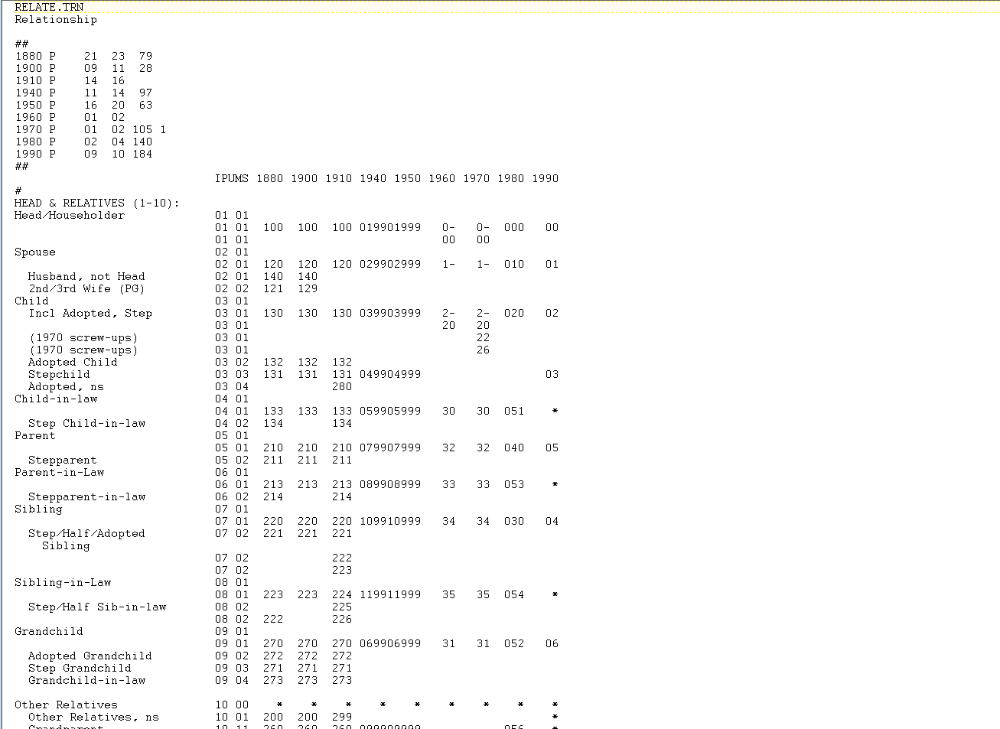 RELATE.TRN
Relationship
##
1880 P    21  23  79
1900 P    09  11  28
1910 P    14  16
1940 P    11  14  97
1950 P    16  20  63
1960 P    01  02
1970 P    01  02 105 1
1980 P    02  04 140
1990 P    09  10 184
##
                             IPUMS 1880 1900 1910 1940 1950 1960 1970 1980 1990
#
HEAD & RELATIVES (1-10):
Head/Householder             01 01
                             01 01  100  100  100 019901999   0-   0-  000   00
                             01 01                            00   00
Spouse                       02 01
                             02 01  120  120  120 029902999   1-   1-  010   01
  Husband, not Head          02 01  140  140
  2nd/3rd Wife (PG)          02 02  121  129
Child                        03 01
  Incl Adopted, Step         03 01  130  130  130 039903999   2-   2-  020   02
                             03 01                            20   20
  (1970 screw-ups)           03 01                                 22
  (1970 screw-ups)           03 01                                 26
  Adopted Child              03 02  132  132  132
  Stepchild                  03 03  131  131  131 049904999                  03
  Adopted, ns                03 04            280
Child-in-law                 04 01
                             04 01  133  133  133 059905999   30   30  051    *
  Step Child-in-law          04 02  134       134
Parent                       05 01
                             05 01  210  210  210 079907999   32   32  040   05
  Stepparent                 05 02  211  211  211
Parent-in-Law                06 01
                             06 01  213  213  213 089908999   33   33  053    *
  Stepparent-in-law          06 02  214       214
Sibling                      07 01
                             07 01  220  220  220 109910999   34   34  030   04
  Step/Half/Adopted          07 02  221  221  221
    Sibling
                             07 02            222
                             07 02            223
Sibling-in-Law               08 01
                             08 01  223  223  224 119911999   35   35  054    *
  Step/Half Sib-in-law       08 02            225
                             08 02  222       226
Grandchild                   09 01
                             09 01  270  270  270 069906999   31   31  052   06
  Adopted Grandchild         09 02  272  272  272
  Step Grandchild            09 03  271  271  271
  Grandchild-in-law          09 04  273  273  273
Other Relatives              10 00    *    *    *    *    *    *    *    *    *
  Other Relatives, ns        10 01  200  200  299                             *
  Grandparent                10 11  260  260  260 099909999            056    *